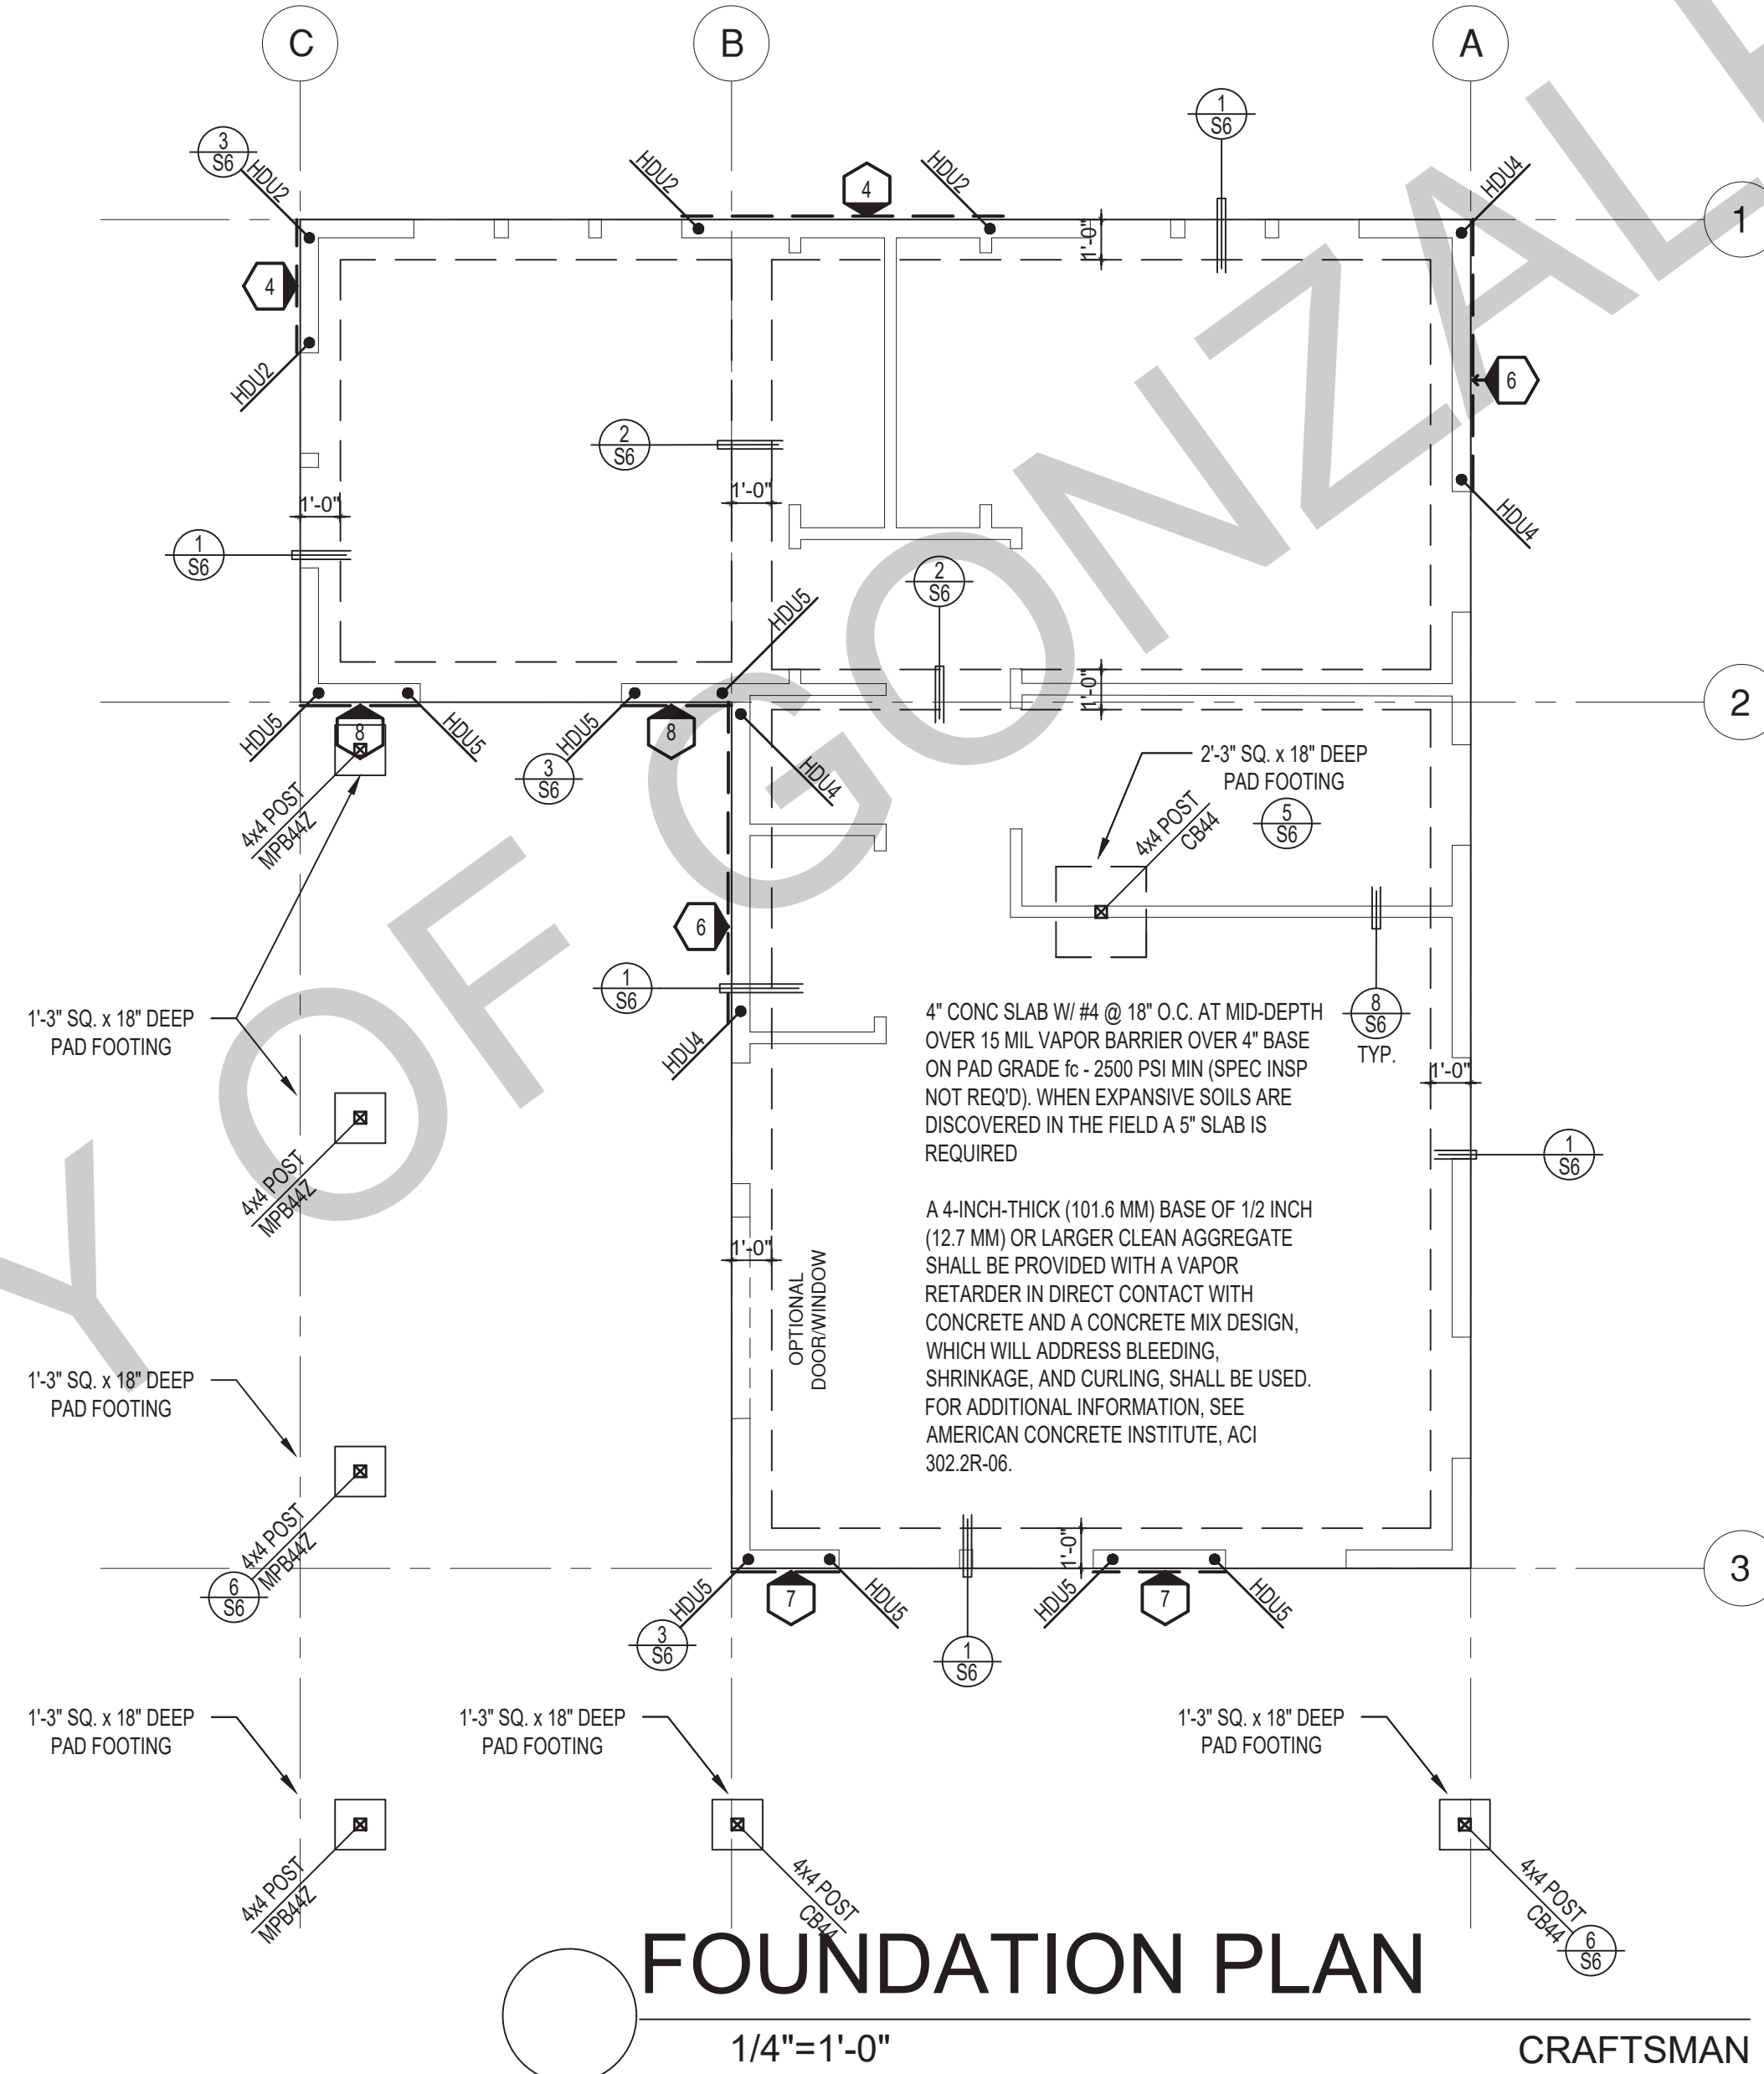 C
B
A
1
S6
3
S6
HDU2
HDU2
4
HDU2
HDU4
1
1'-0"
4
HDU2
6
HDU4
2
S6
1'-0"
1'-0"
1
S6
2
S6
HDU5
1'-0"
2
HDU5
8
HDU5
HDU5
8
3
S6
HDU4
4x4 POST
MPB44Z
2'-3" SQ. x 18" DEEP
PAD FOOTING
5
S6
4x4 POST
CB44
6
1
S6
HDU4
1'-3" SQ. x 18" DEEP
PAD FOOTING
4x4 POST
MPB44Z
4" CONC SLAB W/ #4 @ 18" O.C. AT MID-DEPTH
OVER 15 MIL VAPOR BARRIER OVER 4" BASE
ON PAD GRADE fc - 2500 PSI MIN (SPEC INSP
NOT REQ'D). WHEN EXPANSIVE SOILS ARE
DISCOVERED IN THE FIELD A 5" SLAB IS
REQUIRED
8
S6
TYP.
1'-0"
1
S6
A 4-INCH-THICK (101.6 MM) BASE OF 1/2 INCH
(12.7 MM) OR LARGER CLEAN AGGREGATE
SHALL BE PROVIDED WITH A VAPOR
RETARDER IN DIRECT CONTACT WITH
CONCRETE AND A CONCRETE MIX DESIGN,
WHICH WILL ADDRESS BLEEDING,
SHRINKAGE, AND CURLING, SHALL BE USED.
FOR ADDITIONAL INFORMATION, SEE
AMERICAN CONCRETE INSTITUTE, ACI
302.2R-06.
1'-0"
OPTIONAL
DOOR/WINDOW
1'-3" SQ. x 18" DEEP
PAD FOOTING
4x4 POST
MPB44Z
6
S6
1'-0"
3
HDU5
7
HDU5
HDU5
7
HDU5
3
S6
1
S6
1'-3" SQ. x 18" DEEP
PAD FOOTING
1'-3" SQ. x 18" DEEP
PAD FOOTING
1'-3" SQ. x 18" DEEP
PAD FOOTING
4x4 POST
MPB44Z
4x4 POST
CB44
4x4 POST
CB44
6
S6
FOUNDATION PLAN
1/4"=1'-0"
CRAFTSMAN
Y OF GONZAL